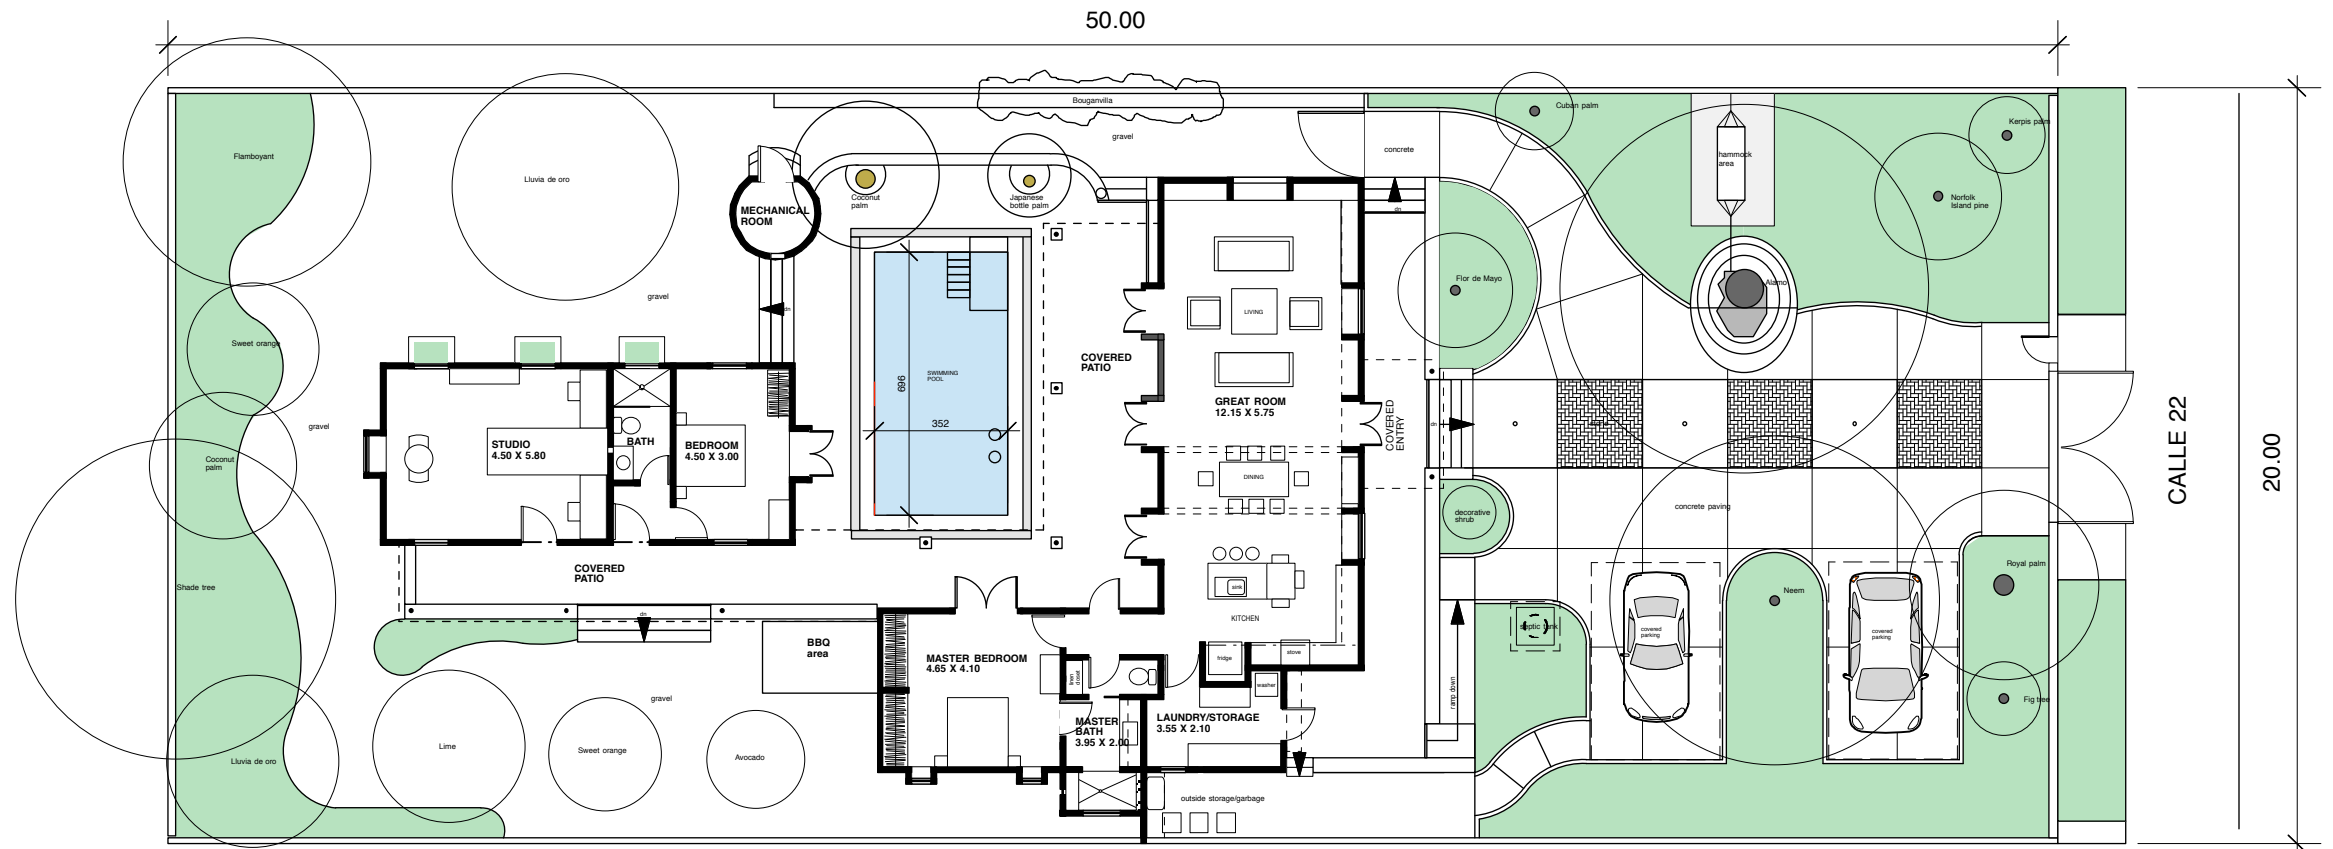 50.00
Bouganvilla
Cuban palm
Kerpis palm
Flamboyant
gravel
concrete
hammock
area
Lluvia de oro
Coconut
palm
Japanese
bottle palm
Norfolk
Island pine
MECHANICAL
ROOM
dn
Flor de Mayo
Alamo
gravel
dn
LIVING
Sweet orange
COVERED
PATIO
SWIMMING
POOL
696
352
GREAT ROOM
12.15 X 5.75
COVERED
ENTRY
dn
stone
CALLE 22
20.00
gravel
STUDIO
4.50 X 5.80
BATH
BEDROOM
4.50 X 3.00
Coconut
palm
DINING
decorative
shrub
concrete paving
COVERED
PATIO
Shade tree
sink
Royal palm
Neem
KITCHEN
dn
septic tank
covered
parking
covered
parking
BBQ
area
MASTER BEDROOM
4.65 X 4.10
linen
closet
fridge
stove
washer
ramp down
gravel
Fig tree
MASTER
BATH
3.95 X 2.00
LAUNDRY/STORAGE
3.55 X 2.10
Lime
Sweet orange
Avocado
Lluvia de oro
outside storage/garbage